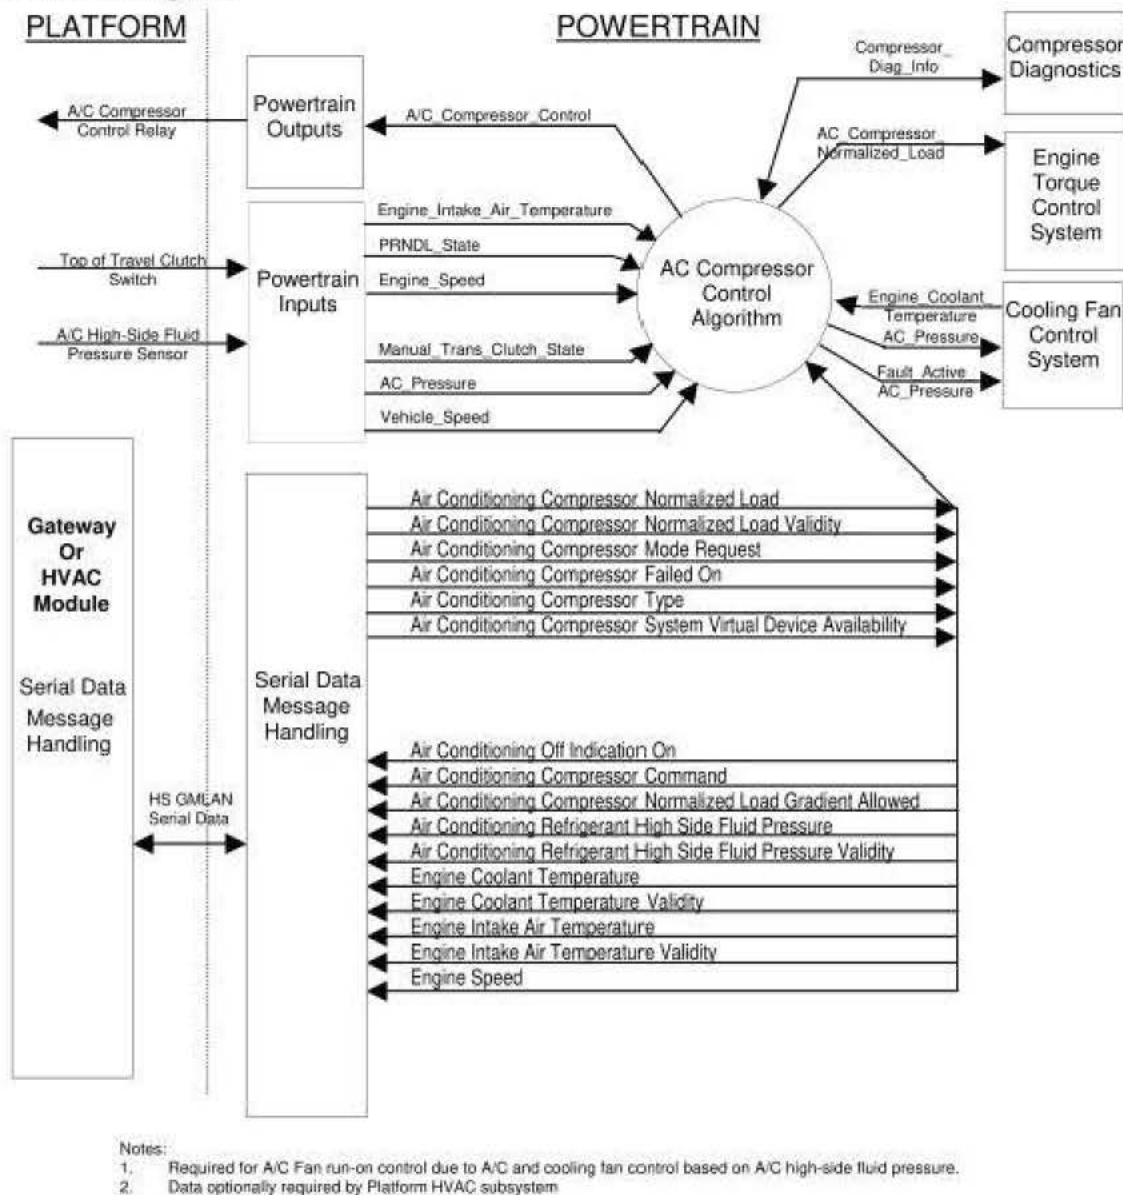 PLATFORM
POWERTRAIN
A/C Compressor
Control Relay
Powertrain
Outputs
A/C_Compressor_Control
Compressor_
Diag_Info
Compressor
Diagnostics
AC_Compressor_
Normalized_Load
Engine
Torque
Control
System
Top of Travel Clutch
Switch
A/C High-Side Fluid
Pressure Sensor
Powertrain
Inputs
Engine_Intake_Air_Temperature
PRNDL_State
Engine_Speed
Manual_Trans_Clutch_State
AC_Pressure
Vehicle_Speed
AC Compressor
Control
Algorithm
Engine_Coolant_
Temperature
AC_Pressure
Fault_Active_
AC_Pressure
Cooling Fan
Control
System
Gateway
Or
HVAC
Module
Serial Data
Message
Handling
HS GMLAN
Serial Data
Serial Data
Message
Handling
Air Conditioning Compressor Normalized Load
Air Conditioning Compressor Normalized Load Validity
Air Conditioning Compressor Mode Request
Air Conditioning Compressor Failed On
Air Conditioning Compressor Type
Air Conditioning Compressor System Virtual Device Availability
Air Conditioning Off Indication On
Air Conditioning Compressor Command
Air Conditioning Compressor Normalized Load Gradient Allowed
Air Conditioning Refrigerant High Side Fluid Pressure
Air Conditioning Refrigerant High Side Fluid Pressure Validity
Engine Coolant Temperature
Engine Coolant Temperature Validity
Engine Intake Air Temperature
Engine Intake Air Temperature Validity
Engine Speed
Notes:
1. Required for A/C Fan run-on control due to A/C and cooling fan control based on A/C high-side fluid pressure.
2. Data optionally required by Platform HVAC subsystem